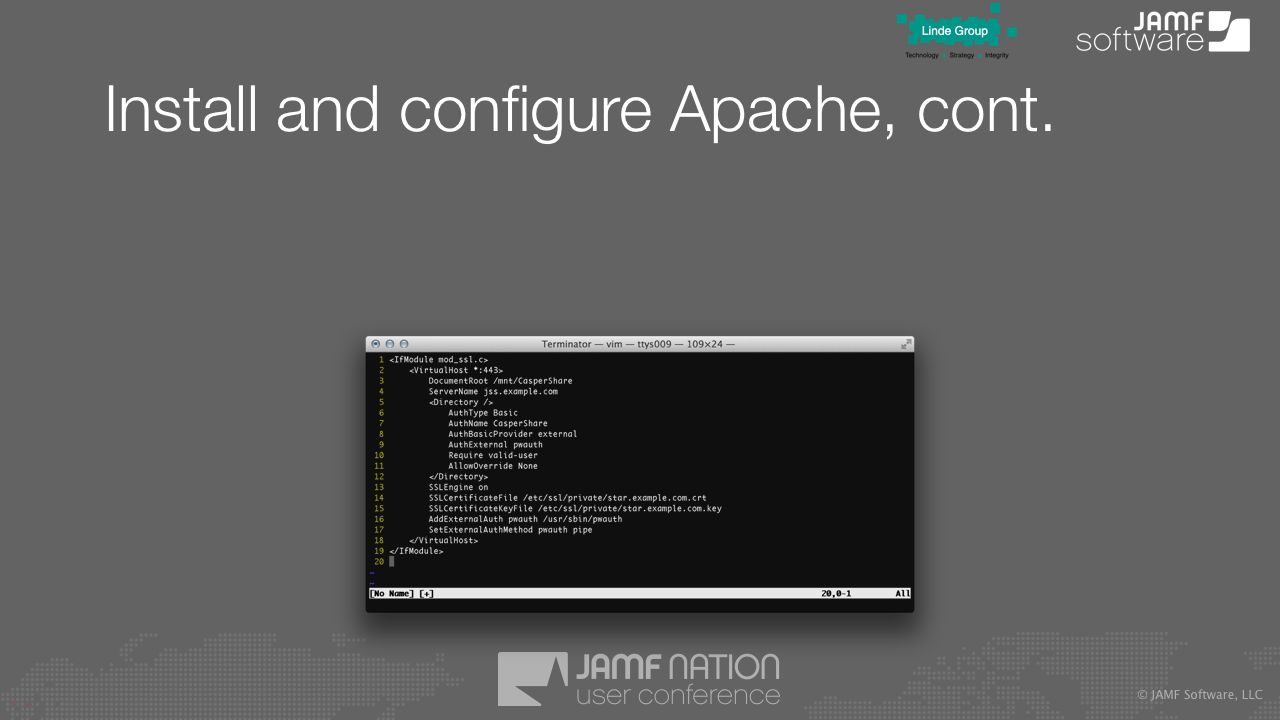 Linde Group
Technology Strategy Integrity
JAMF
software
Install and configure Apache, cont.
Terminator — vim — ttys009 — 109×24 —
1 <IfModule mod_ssl.c>
2     <VirtualHost *:443>
3         DocumentRoot /mnt/CasperShare
4         ServerName jss.example.com
5         <Directory />
6             AuthType Basic
7             AuthName CasperShare
8             AuthBasicProvider external
9             AuthExternal pwauth
10             Require valid-user
11             AllowOverride None
12         </Directory>
13         SSLEngine on
14         SSLCertificateFile /etc/ssl/private/star.example.com.crt
15         SSLCertificateKeyFile /etc/ssl/private/star.example.com.key
16         AddExternalAuth pwauth /usr/sbin/pwauth
17         SetExternalAuthMethod pwauth pipe
18     </VirtualHost>
19 </IfModule>
20
~
~
[No Name] [+] 20,0-1 All
JAMF NATION
user conference
© JAMF Software, LLC